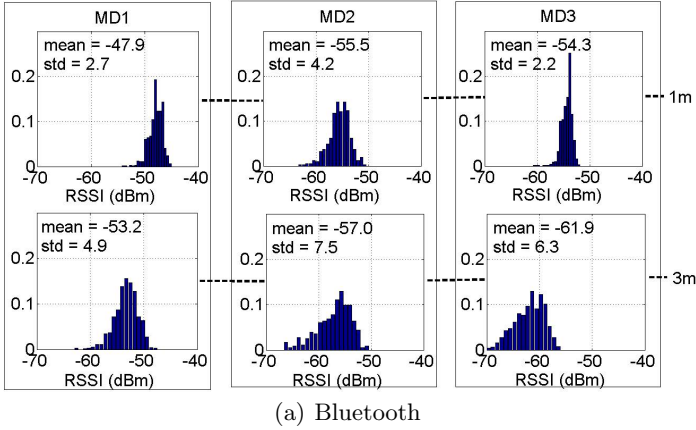 MD1 MD2 MD3
mean = -47.9
std = 2.7
0.2
0.1
0
-70 -60 -50 -40
RSSI (dBm)
mean = -55.5
std = 4.2
0.2
0.1
0
-70 -60 -50 -40
RSSI (dBm)
mean = -54.3
std = 2.2
0.2
0.1
0
-70 -60 -50 -40
RSSI (dBm)
1m
mean = -53.2
std = 4.9
0.2
0.1
0
-70 -60 -50 -40
RSSI (dBm)
mean = -57.0
std = 7.5
0.2
0.1
0
-70 -60 -50 -40
RSSI (dBm)
mean = -61.9
std = 6.3
0.2
0.1
0
-70 -60 -50 -40
RSSI (dBm)
3m
(a) Bluetooth